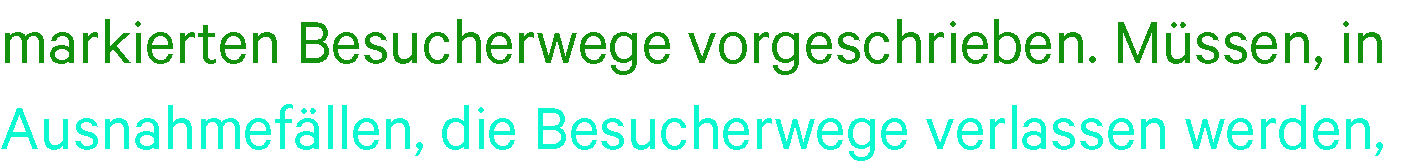 markierten Besucherwege vorgeschrieben. Müssen, in
Ausnahmefällen, die Besucherwege verlassen werden,